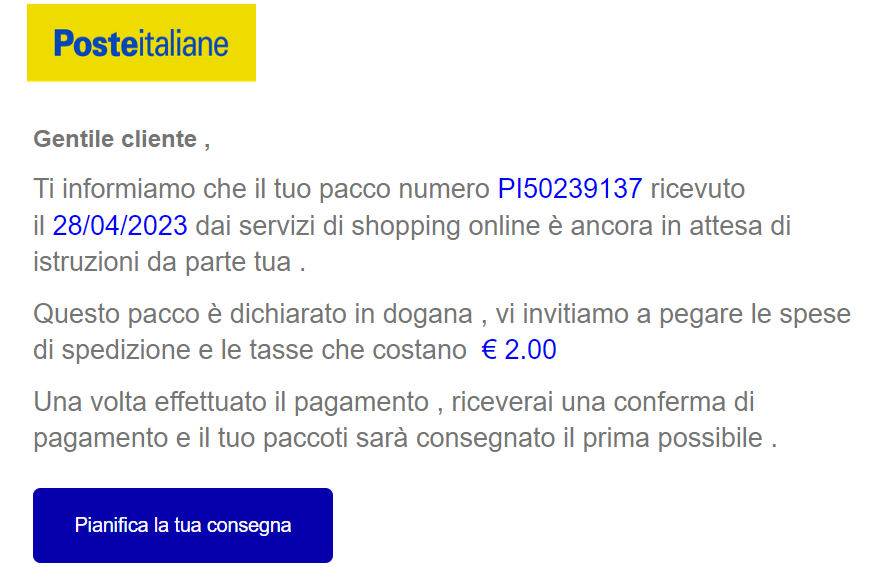 Posteitaliane
Gentile cliente ,
Ti informiamo che il tuo pacco numero PI50239137 ricevuto
il 28/04/2023 dai servizi di shopping online è ancora in attesa di
istruzioni da parte tua .
Questo pacco è dichiarato in dogana , vi invitiamo a pegare le spese
di spedizione e le tasse che costano € 2.00
Una volta effettuato il pagamento , riceverai una conferma di
pagamento e il tuo paccoti sarà consegnato il prima possibile .
Pianifica la tua consegna